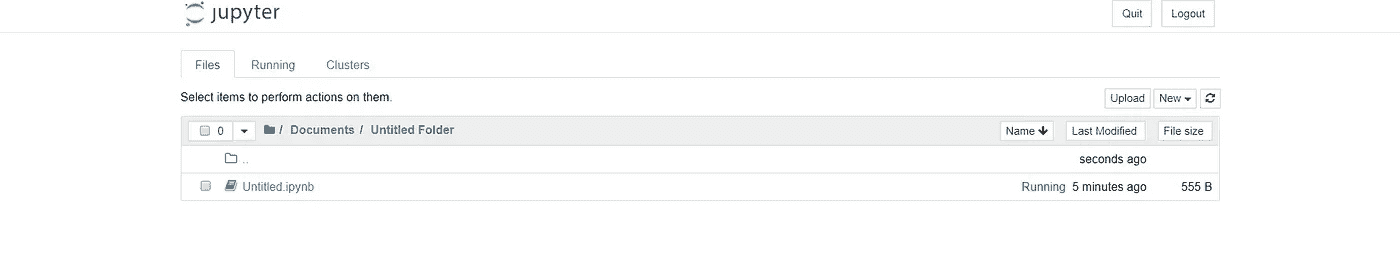 jupyter Quit Logout
Files Running Clusters
Select items to perform actions on them. Upload New
0 / Documents / Untitled Folder Name Last Modified File size
.. seconds ago
Untitled.ipynb Running 5 minutes ago 555 B